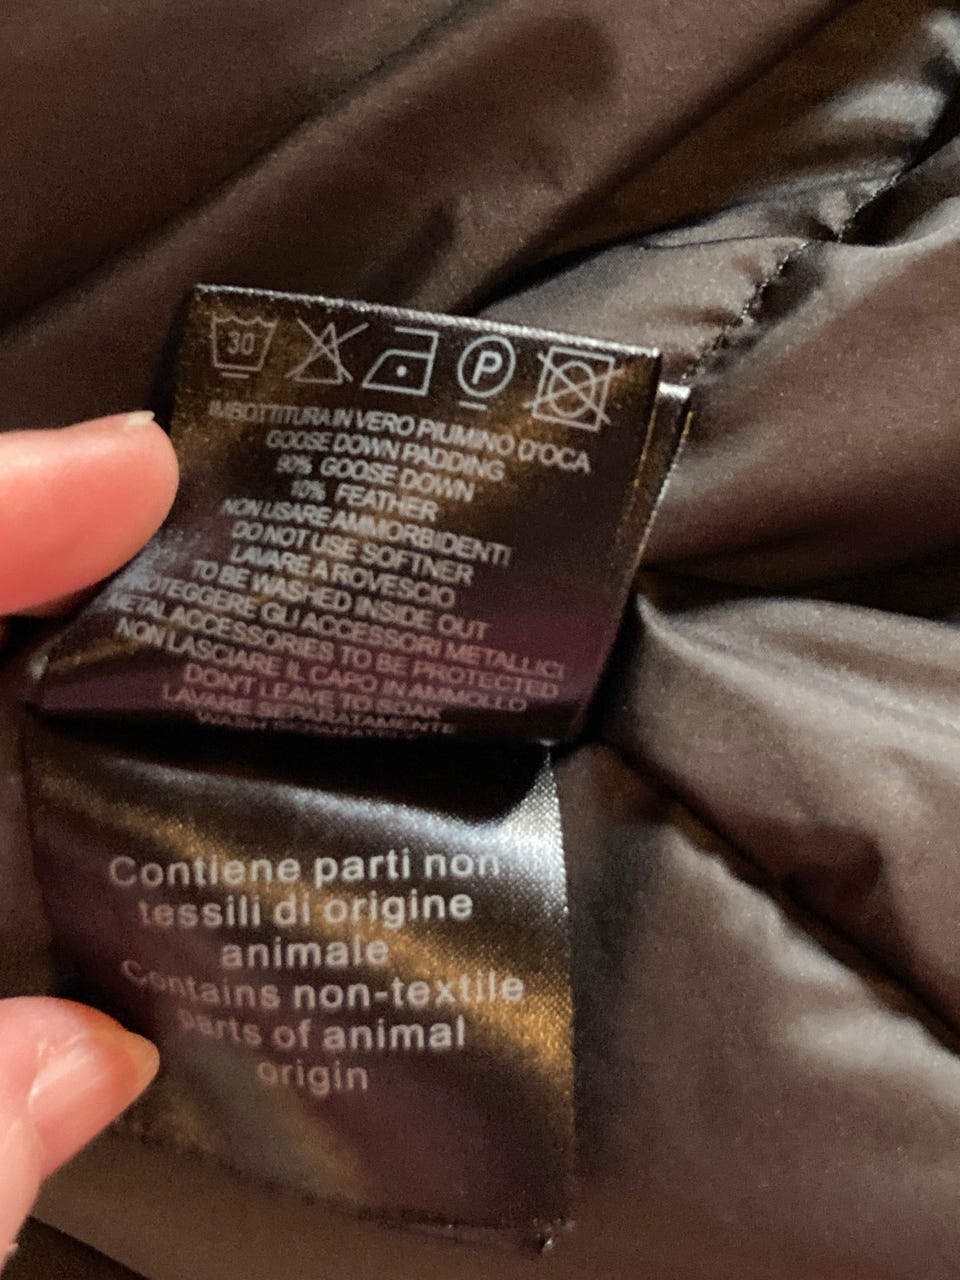 30
P
IMBOTTITURA IN VERO PIUMINO D'OCA
GOOSE DOWN PADDING
90% GOOSE DOWN
10% FEATHER
NON USARE AMMORBIDENTI
DO NOT USE SOFTNER
LAVARE A ROVESCIO
TO BE WASHED INSIDE OUT
PROTEGGERE GLI ACCESSORI METALLICI
METAL ACCESSORIES TO BE PROTECTED
NON LASCIARE IL CAPO IN AMMOLLO
DON'T LEAVE TO SOAK
LAVARE SEPARATAMENTE
WASH
Contiene parti non
tessili di origine
animale
Contains non-textile
parts of animal
origin